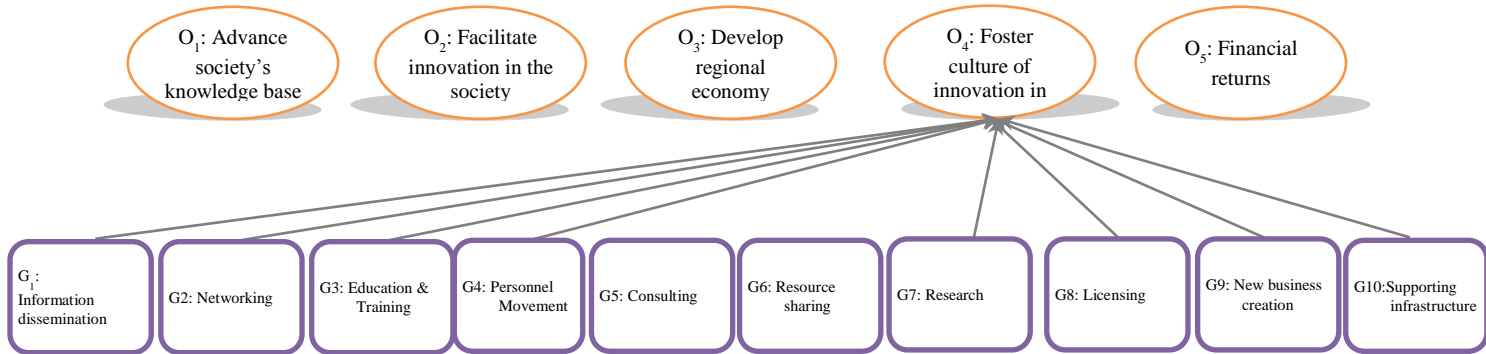 O₁: Advance
society’s
knowledge base
O₂: Facilitate
innovation in the
society
O₃: Develop
regional
economy
O₄: Foster
culture of
innovation in
O₅: Financial
returns
G₁:
Information
dissemination
G2: Networking
G3: Education &
Training
G4: Personnel
Movement
G5: Consulting
G6: Resource
sharing
G7: Research
G8: Licensing
G9: New business
creation
G10:Supporting
infrastructure